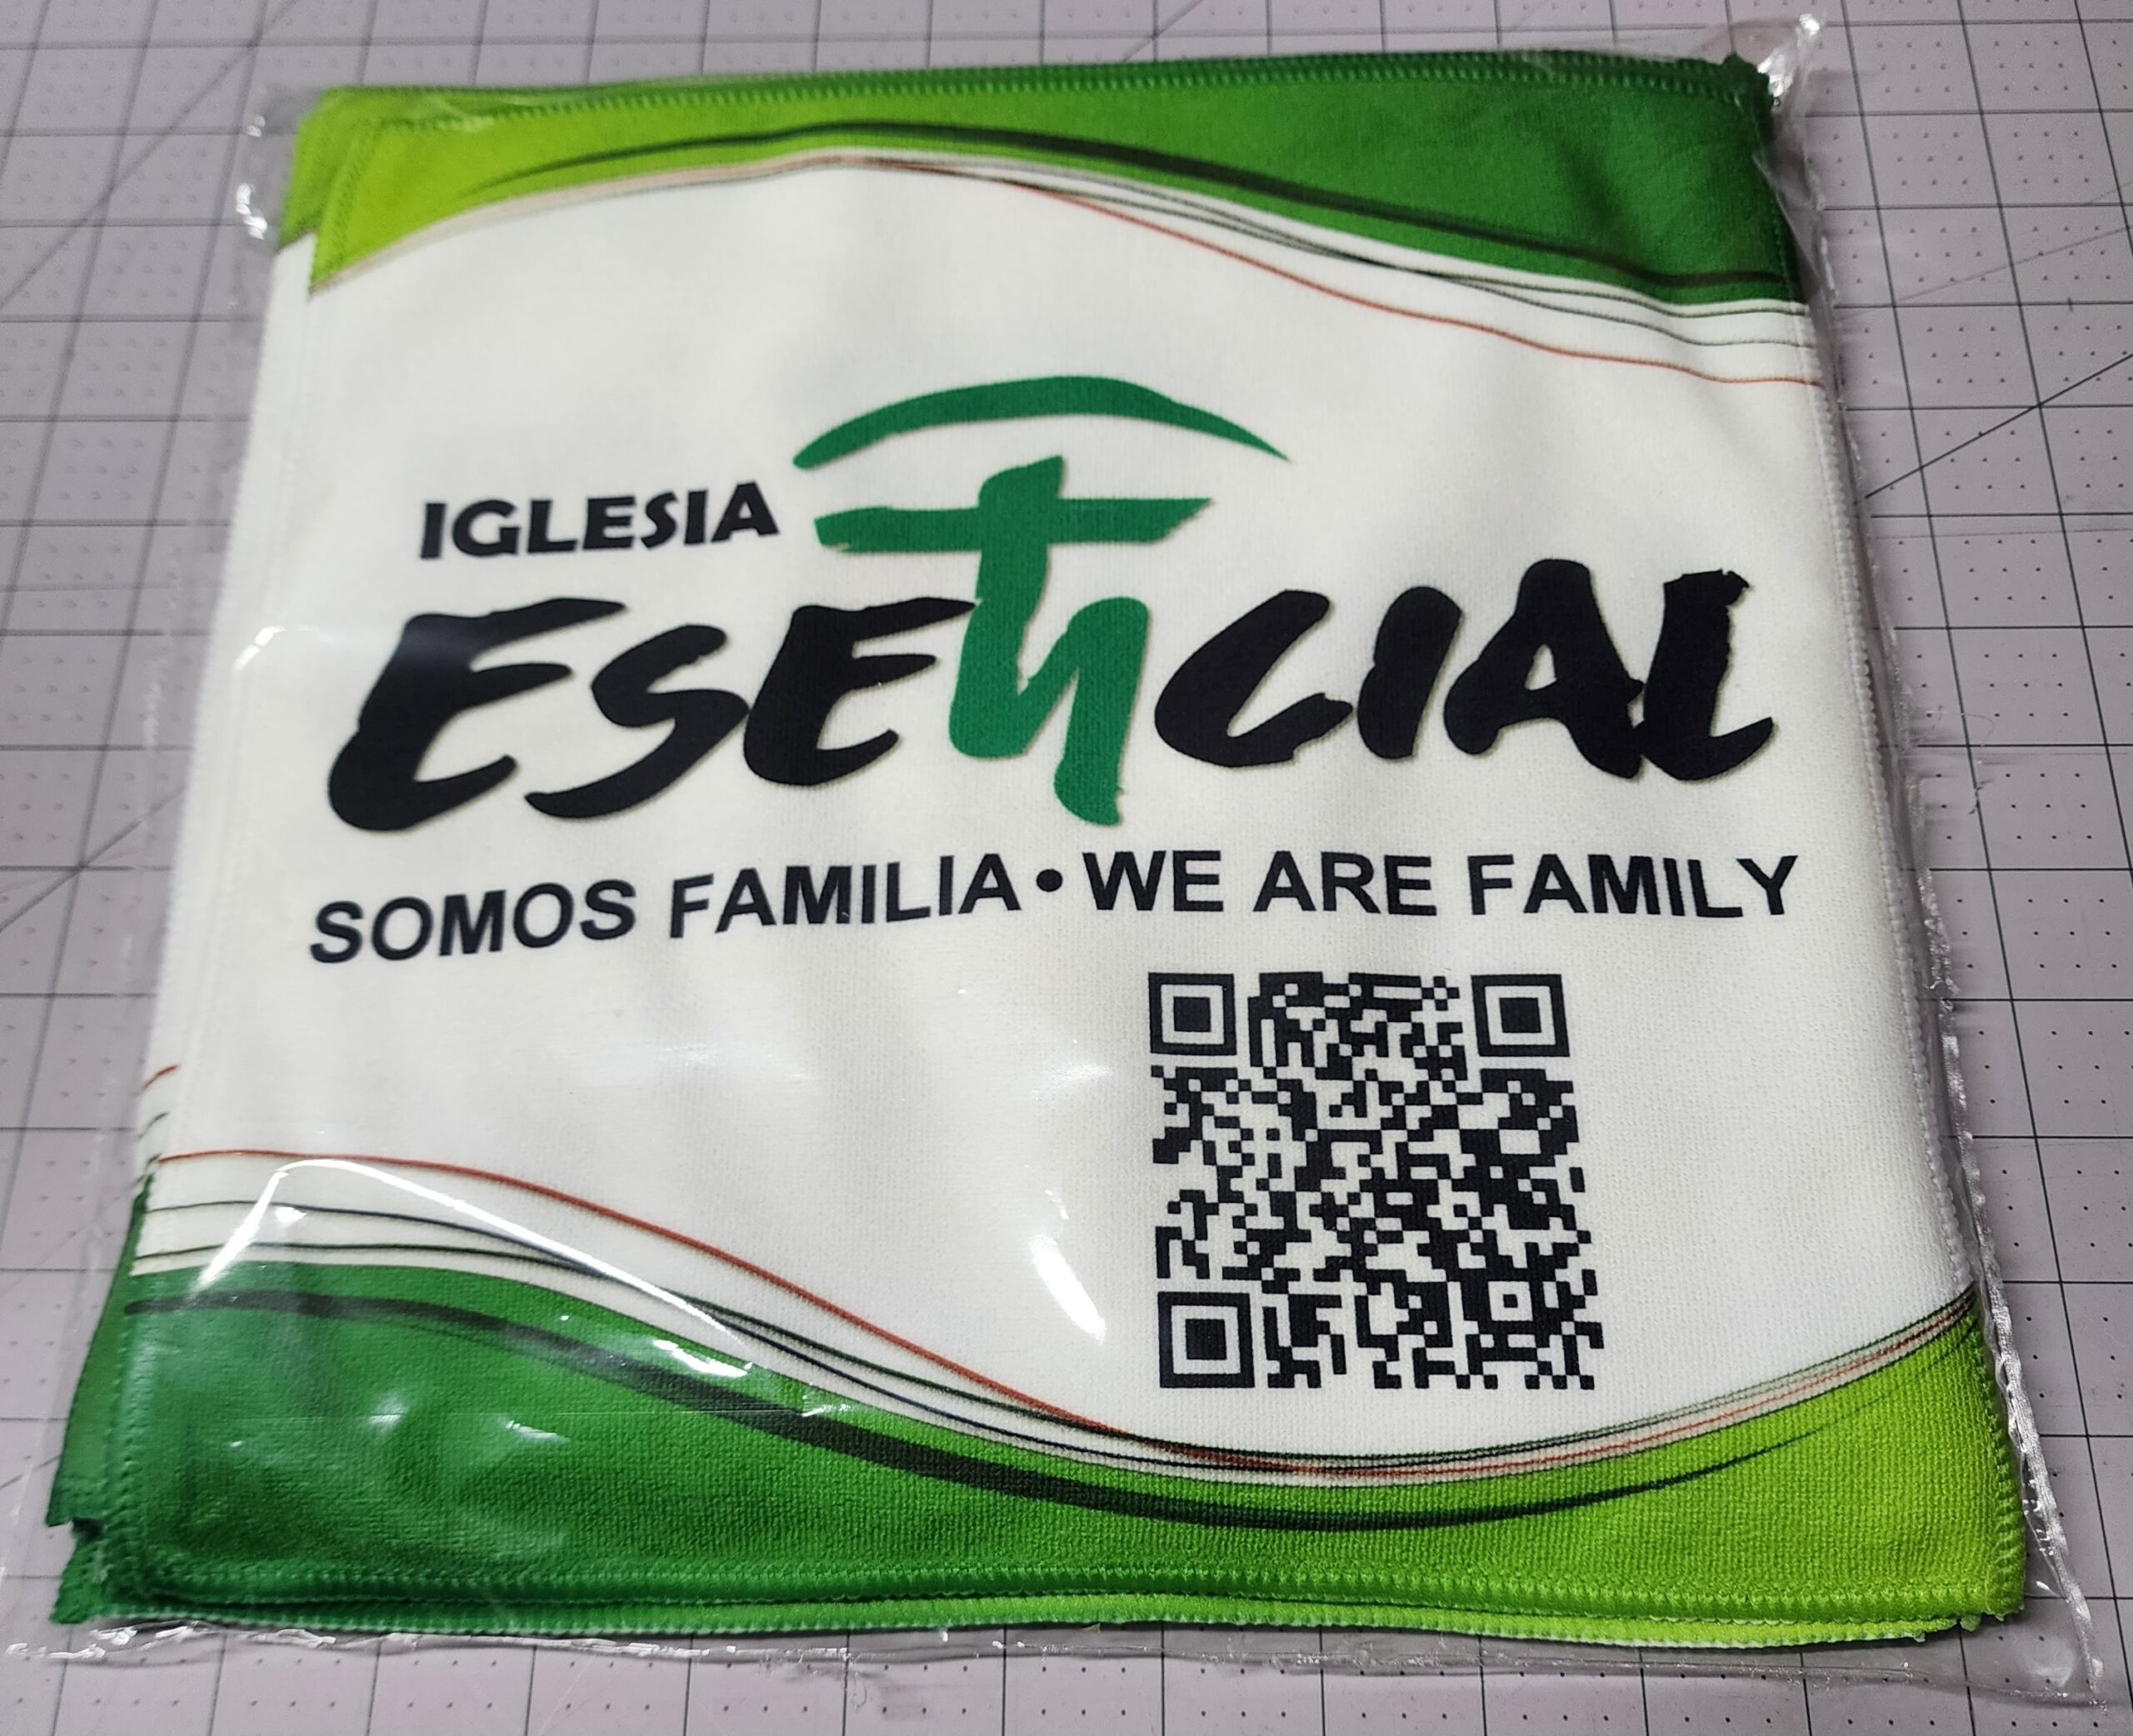 IGLESIA
ESENCIAL
SOMOS FAMILIA • WE ARE FAMILY